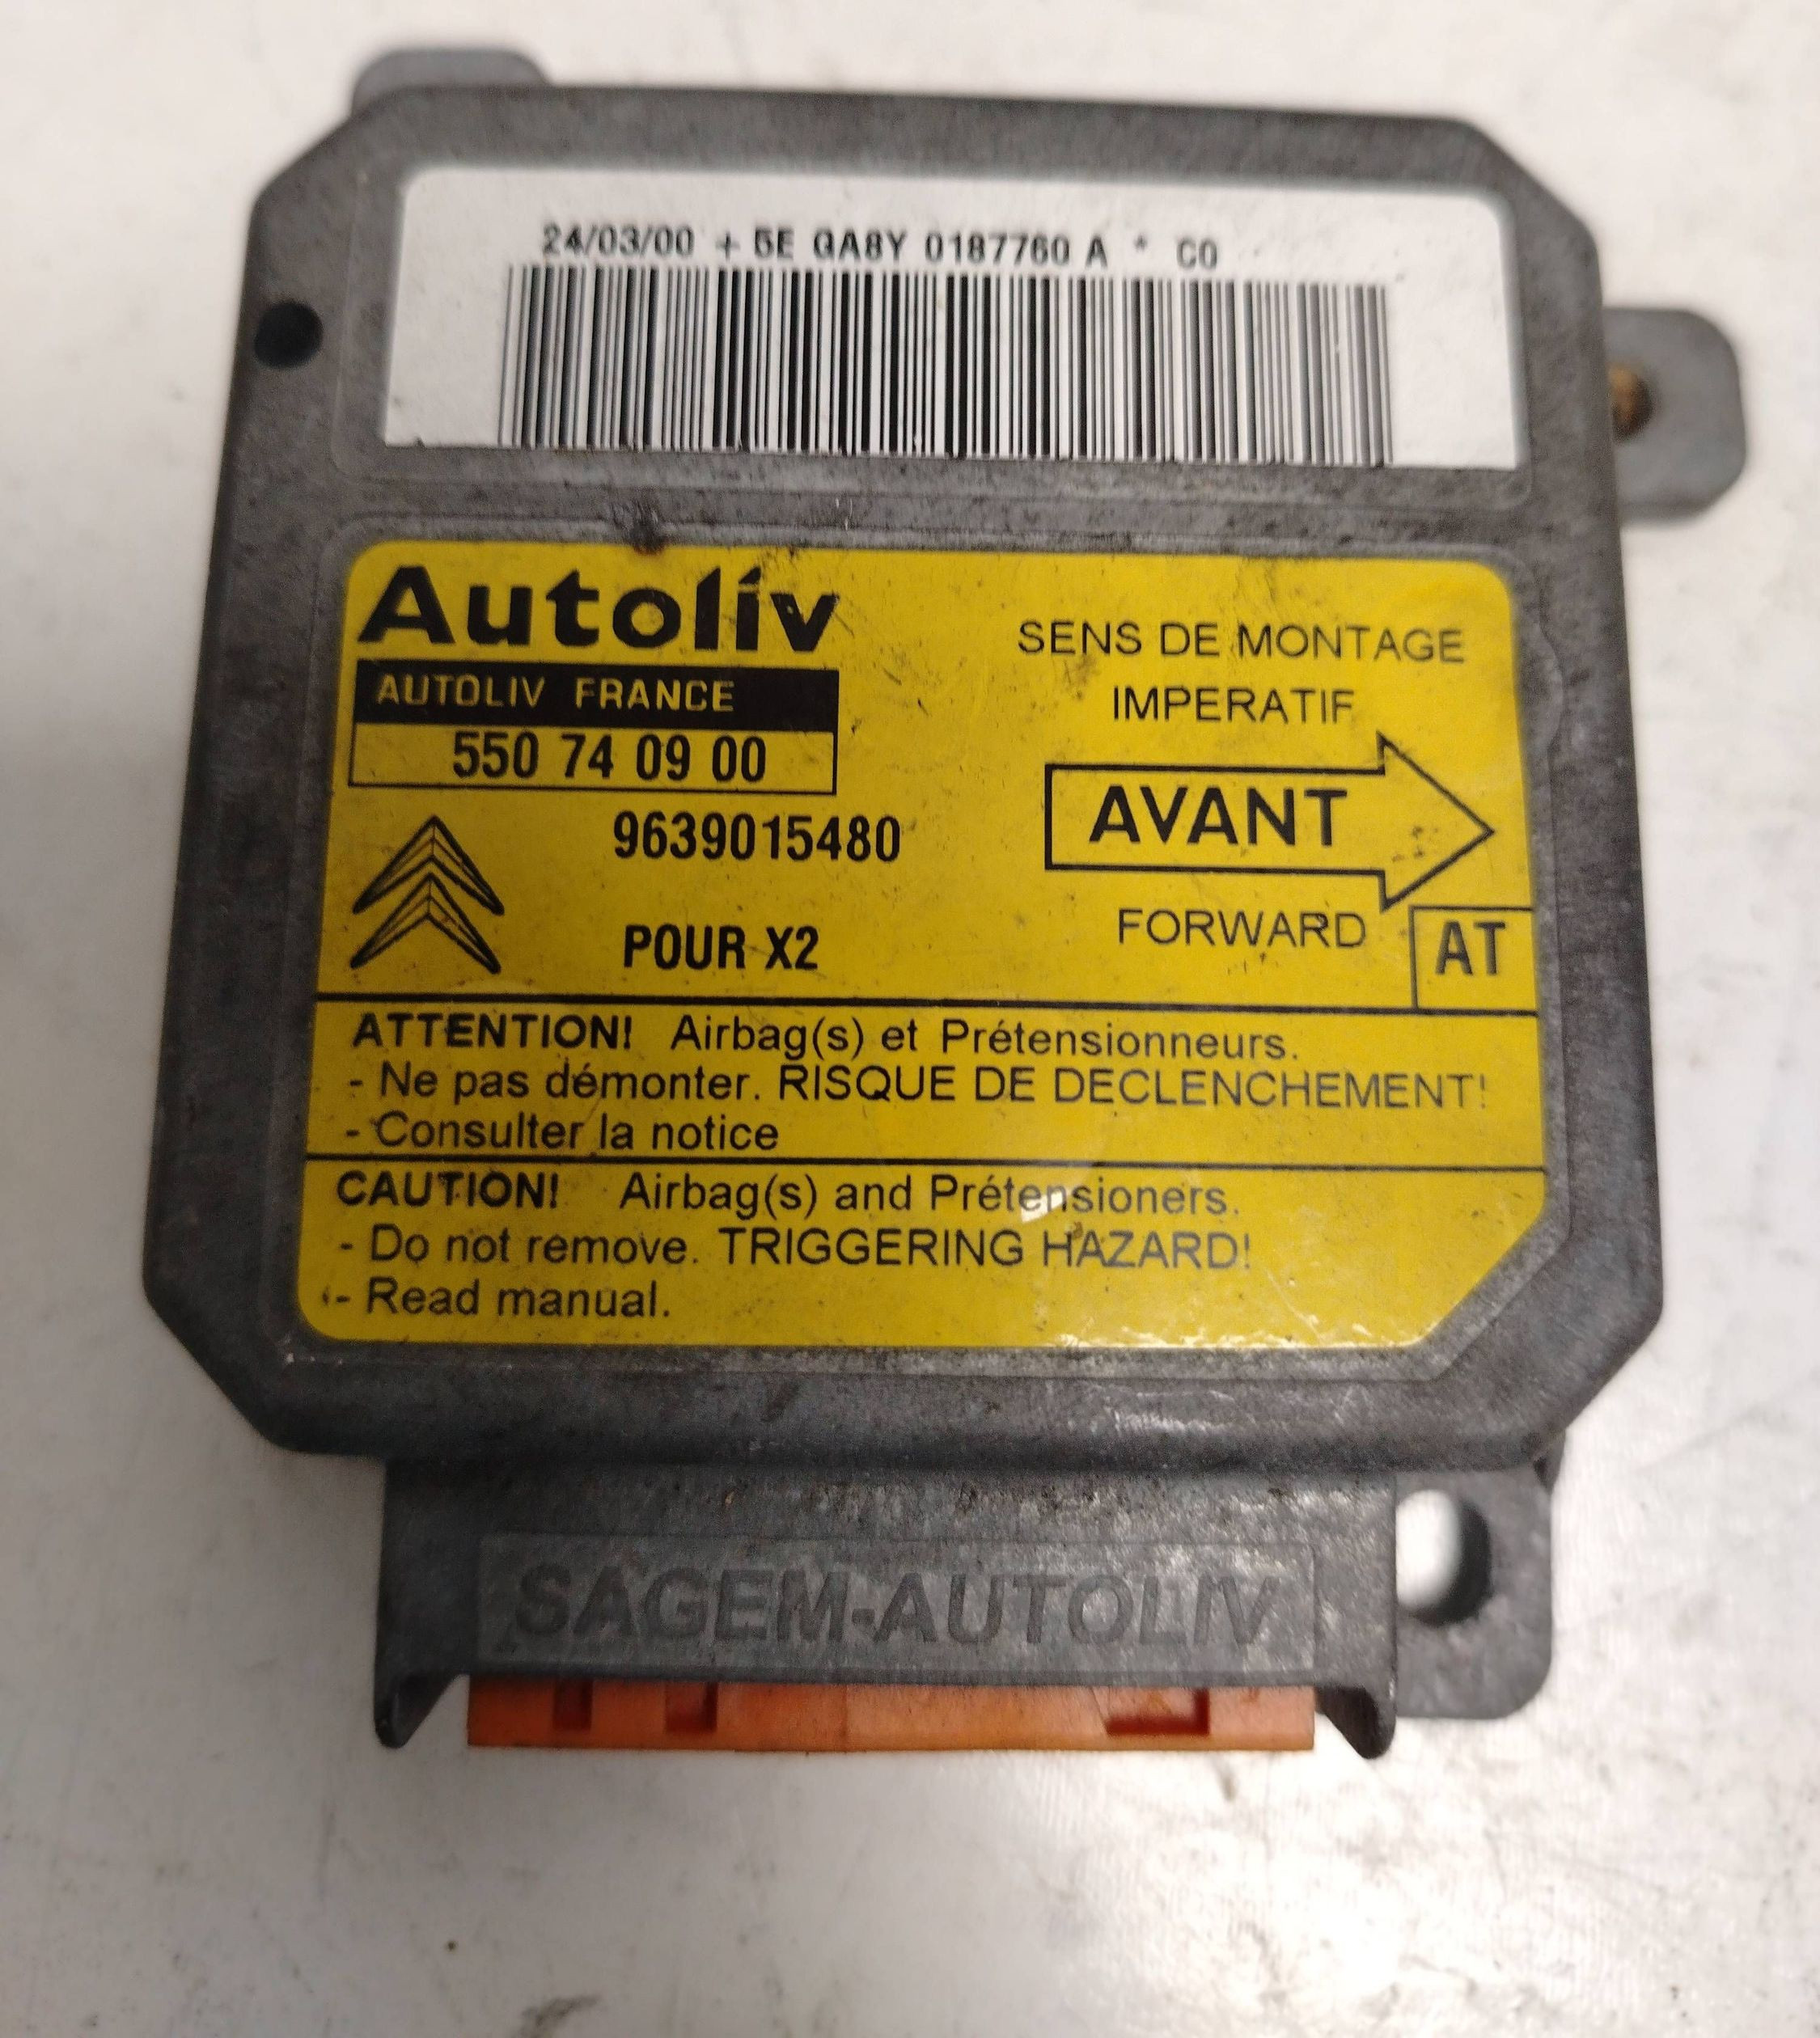 24/03/00 + 5E QA8Y 0187760 A * C0
Autoliv
AUTOLIV FRANCE
550 74 09 00
9639015480
POUR X2
SENS DE MONTAGE
IMPERATIF
AVANT
FORWARD
AT
ATTENTION! Airbag(s) et Prétensionneurs.
- Ne pas démonter. RISQUE DE DECLENCHEMENT!
- Consulter la notice
CAUTION! Airbag(s) and Prétensioners.
- Do not remove. TRIGGERING HAZARD!
- Read manual.
SAGEM-AUTOLIV